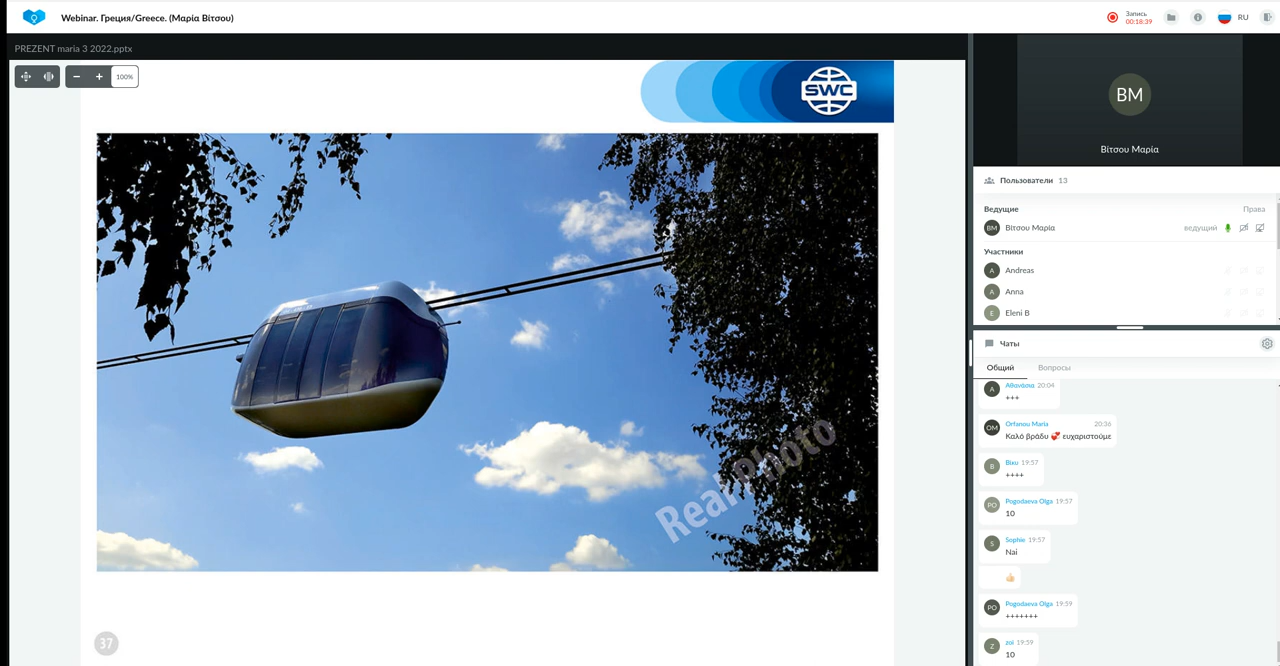 Webinar. Греция/Greece. (Μαρία Βίτσου)
Запись
00:18:39
RU
PREZENT maria 3 2022.pptx
100%
SWC
Real Photo
37
BM
Βίτσου Μαρία
Пользователи 13
Ведущие Права
BM Βίτσου Μαρία ведущий
Участники
A Andreas
A Anna
E Eleni B
Чаты
Общий Вопросы
A Αθανάσια 20:04
+++
OM Orfanou Maria 20:36
Καλό βράδυ 💞 ευχαριστούμε
B Βίκυ 19:57
++++
PO Pogodaeva Olga 19:57
10
S Sophie 19:57
Nai
👍
PO Pogodaeva Olga 19:59
+++++++
Z zoi 19:59
10